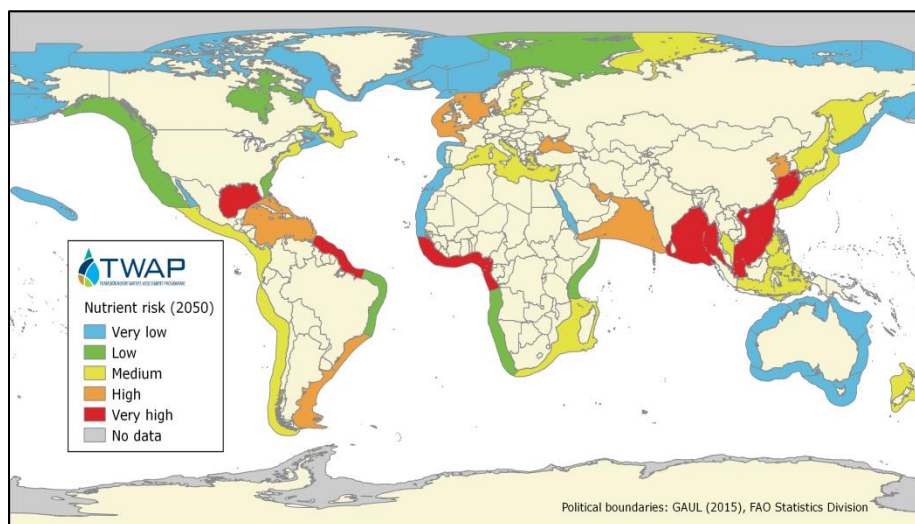 TWAP
TRANSBOUNDARY WATERS ASSESSMENT PROGRAMME
Nutrient risk (2050)
Very low
Low
Medium
High
Very high
No data
Political boundaries: GAUL (2015), FAO Statistics Division